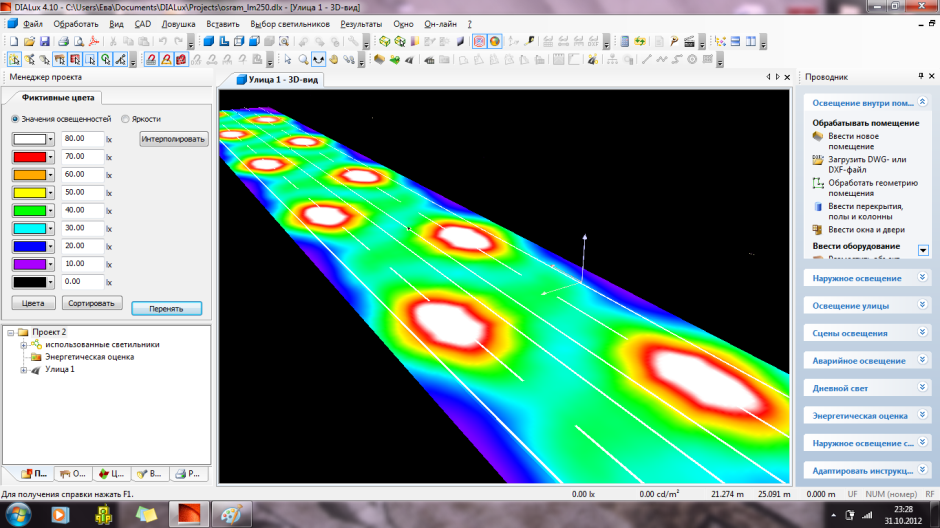 DIALux 4.10 - C:\Users\Ева\Documents\DIALux\Projects\osram_lm250.dlx - [Улица 1 - 3D-вид]
Файл Обработать Вид CAD Ловушка Вставить Выбор светильников Результаты Окно Он-лайн ?
Менеджер проекта
Улица 1 - 3D-вид
Проводник
Фиктивные цвета
Значения освещенностей
Яркости
80.00 lx
Интерполировать
70.00 lx
60.00 lx
50.00 lx
40.00 lx
30.00 lx
20.00 lx
10.00 lx
0.00 lx
Цвета
Сортировать
Перенять
Проект 2
использованные светильники
Энергетическая оценка
Улица 1
П...
О...
Ц...
В...
Р...
Освещение внутри пом...
Обрабатывать помещение
Ввести новое
помещение
Загрузить DWG- или
DXF-файл
Обработать геометрию
помещения
Ввести перекрытия,
полы и колонны
Ввести окна и двери
Ввести оборудование
Наружное освещение
Освещение улицы
Сцены освещения
Аварийное освещение
Дневной свет
Энергетическая оценка
Наружное освещение с...
Адаптировать инструкц...
Для получения справки нажать F1.
0.00 lx
0.00 cd/m²
21.274 m
25.091 m
0.000 m
UF
NUM (номер)
RF
23:28
31.10.2012